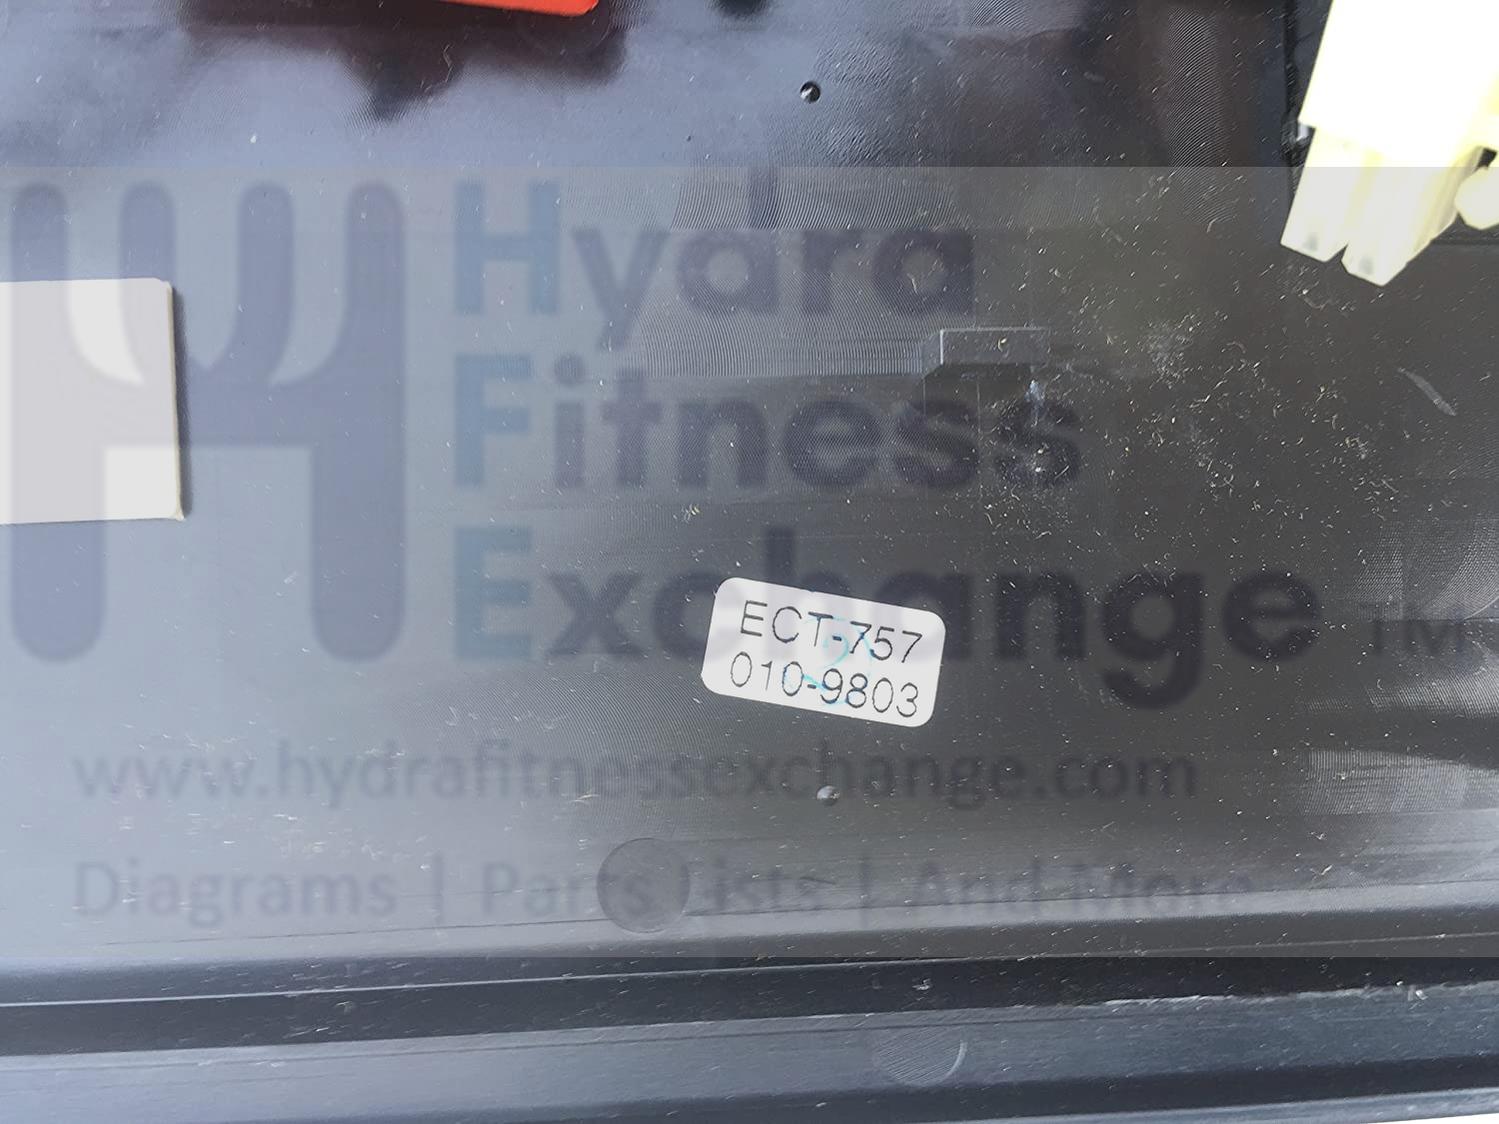 Hydra
Fitness
Exchange ™
ECT-757
010-9803
www.hydrafitnessexchange.com
Diagrams | Parts Lists | And More